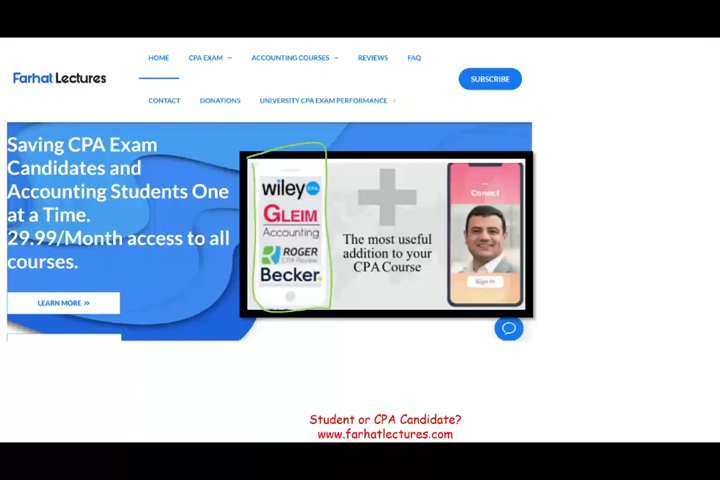 HOME
CPA EXAM
ACCOUNTING COURSES
REVIEWS
FAQ
Farhat Lectures
SUBSCRIBE
CONTACT
DONATIONS
UNIVERSITY CPA EXAM PERFORMANCE
Saving CPA Exam
Candidates and
Accounting Students One
at a Time.
29.99/Month access to all
courses.
LEARN MORE »
wiley CPA
GLEIM
Accounting
ROGER
CPA Review
Becker.
The most useful
addition to your
CPA Course
Conect
Sign in
Student or CPA Candidate?
www.farhatlectures.com